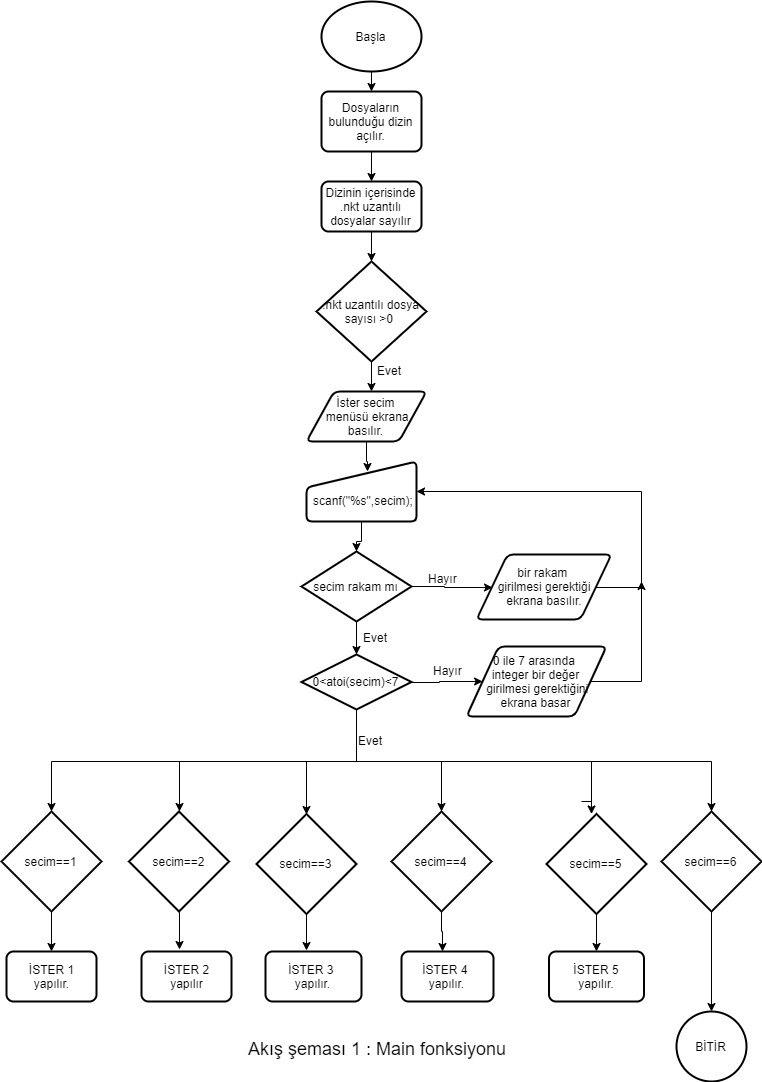 Başla
Dosyaların
bulunduğu dizin
açılır.
Dizinin içerisinde
.nkt uzantılı
dosyalar sayılır
.nkt uzantılı dosya
sayısı >0
Evet
İster secim
menüsü ekrana
basılır.
scanf("%s",secim);
secim rakam mı
Hayır
bir rakam
girilmesi gerektiği
ekrana basılır.
Evet
0<atoi(secim)<7
Hayır
0 ile 7 arasında
integer bir değer
girilmesi gerektiğini
ekrana basar
Evet
secim==1
secim==2
secim==3
secim==4
secim==5
secim==6
İSTER 1
yapılır.
İSTER 2
yapılır
İSTER 3
yapılır.
İSTER 4
yapılır.
İSTER 5
yapılır.
BİTİR
Akış şeması 1 : Main fonksiyonu